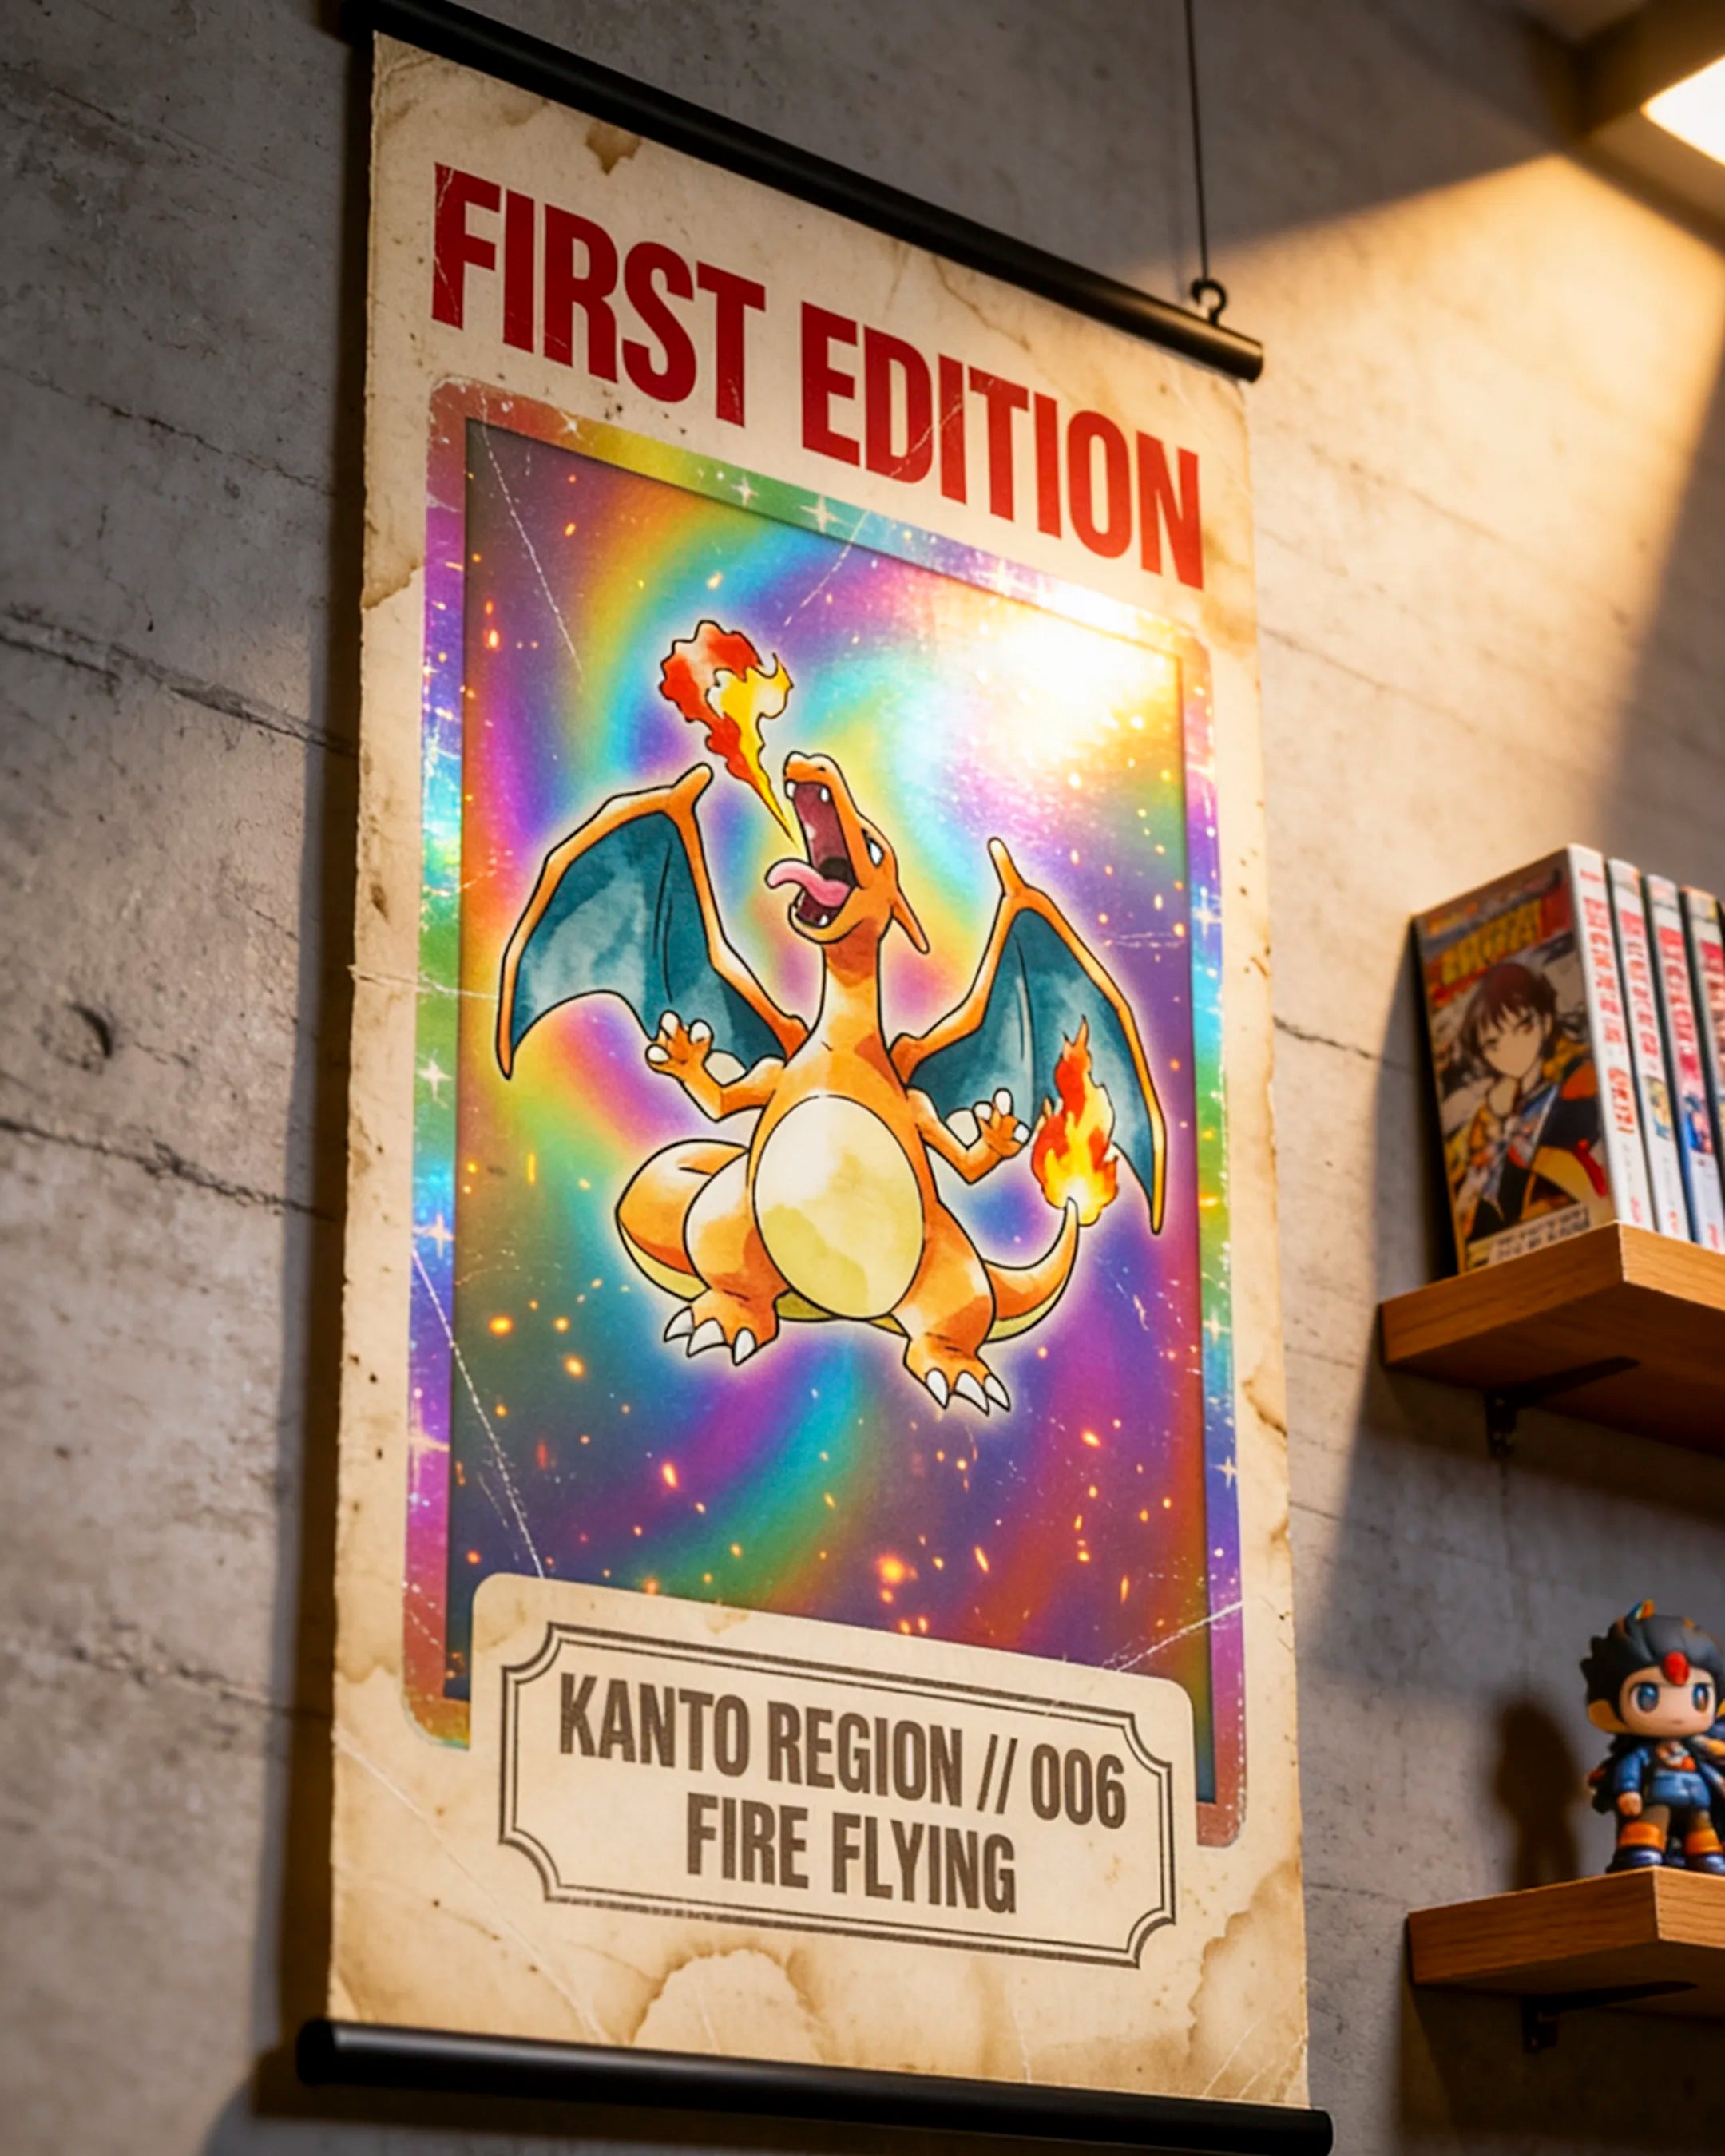 FIRST EDITION
KANTO REGION // 006
FIRE FLYING